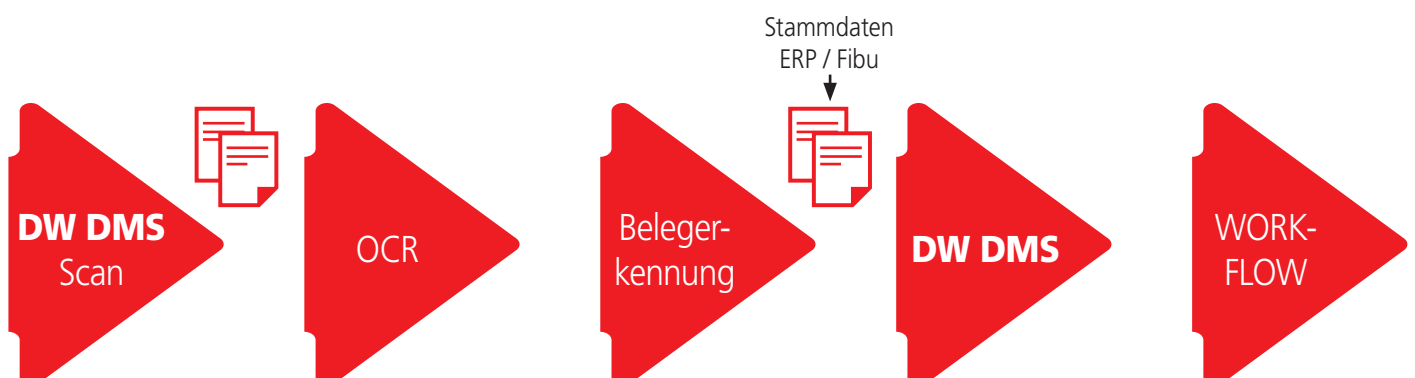 Stammdaten
ERP / Fibu
DW DMS
Scan
OCR
Beleger-
kennung
DW DMS
WORK-
FLOW